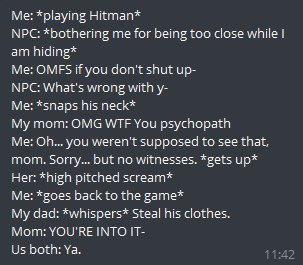 Me: *playing Hitman*
NPC: *bothering me for being too close while I
am hiding*
Me: OMFS if you don't shut up-
NPC: What's wrong with y-
Me: *snaps his neck*
My mom: OMG WTF You psychopath
Me: Oh... you weren't supposed to see that,
mom. Sorry... but no witnesses. *gets up*
Her: *high pitched scream*
Me: *goes back to the game*
My dad: *whispers* Steal his clothes.
Mom: YOU'RE INTO IT-
Us both: Ya.
11:42